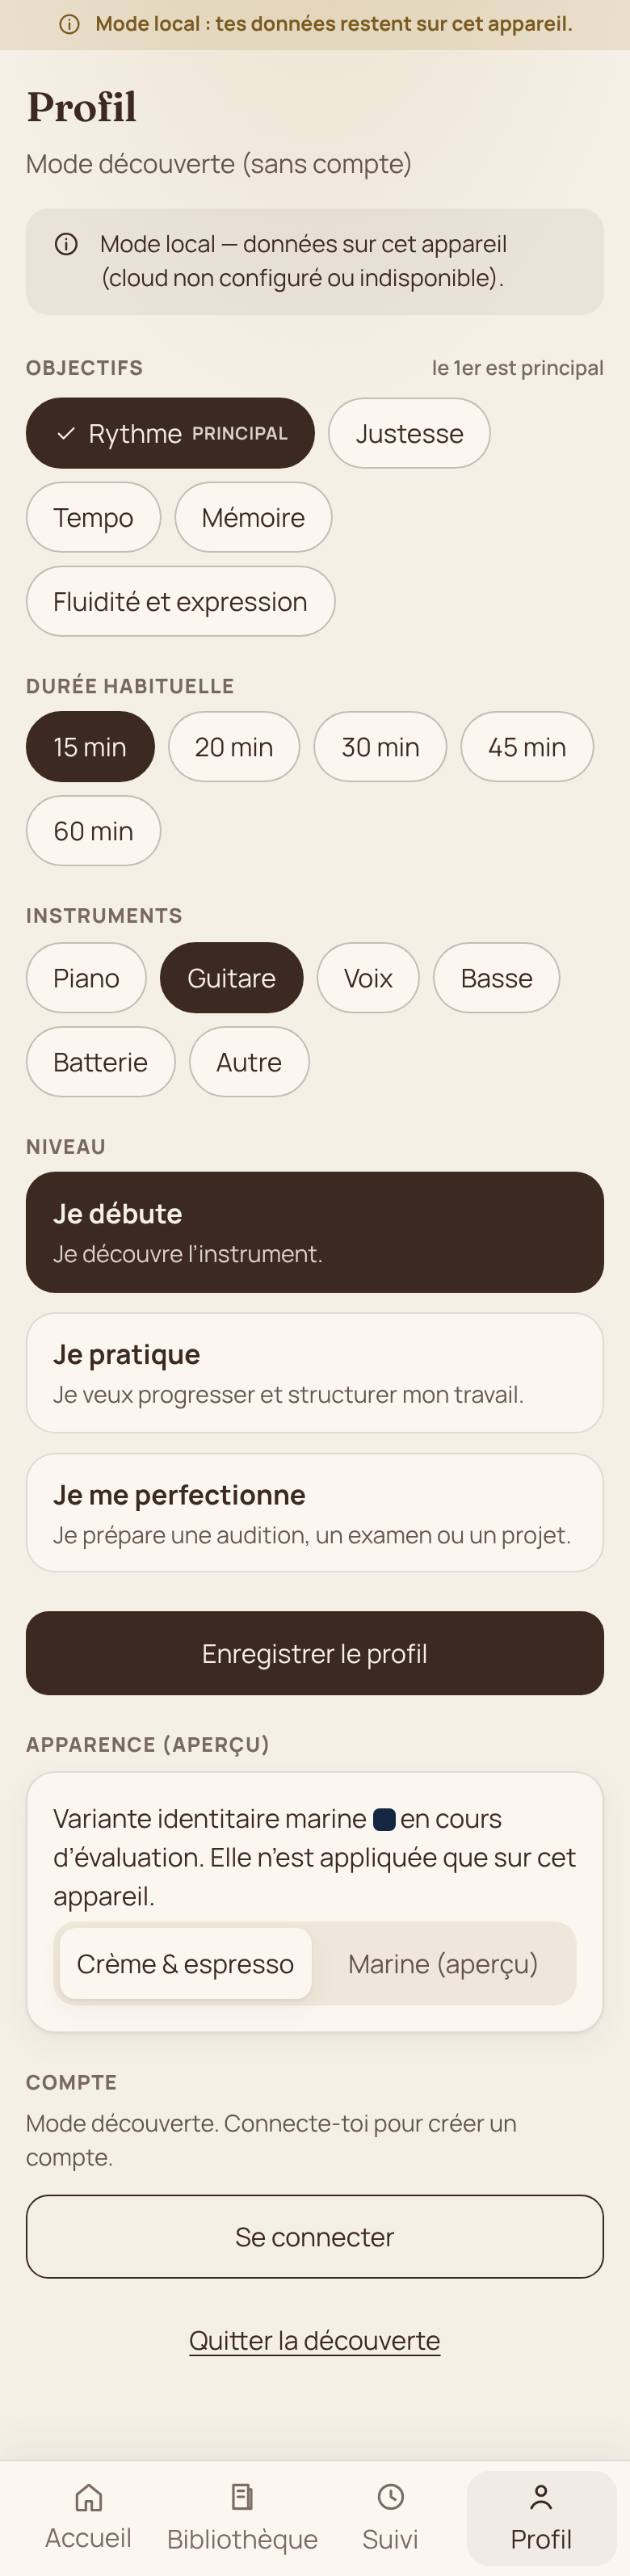 Mode local : tes données restent sur cet appareil.
Profil
Mode découverte (sans compte)
Mode local — données sur cet appareil
(cloud non configuré ou indisponible).
OBJECTIFS
le 1er est principal
Rythme PRINCIPAL
Justesse
Tempo
Mémoire
Fluidité et expression
DURÉE HABITUELLE
15 min
20 min
30 min
45 min
60 min
INSTRUMENTS
Piano
Guitare
Voix
Basse
Batterie
Autre
NIVEAU
Je débute
Je découvre l’instrument.
Je pratique
Je veux progresser et structurer mon travail.
Je me perfectionne
Je prépare une audition, un examen ou un projet.
Enregistrer le profil
APPARENCE (APERÇU)
Variante identitaire marine en cours
d’évaluation. Elle n’est appliquée que sur cet
appareil.
Crème & espresso
Marine (aperçu)
COMPTE
Mode découverte. Connecte-toi pour créer un
compte.
Se connecter
Quitter la découverte
Accueil
Bibliothèque
Suivi
Profil